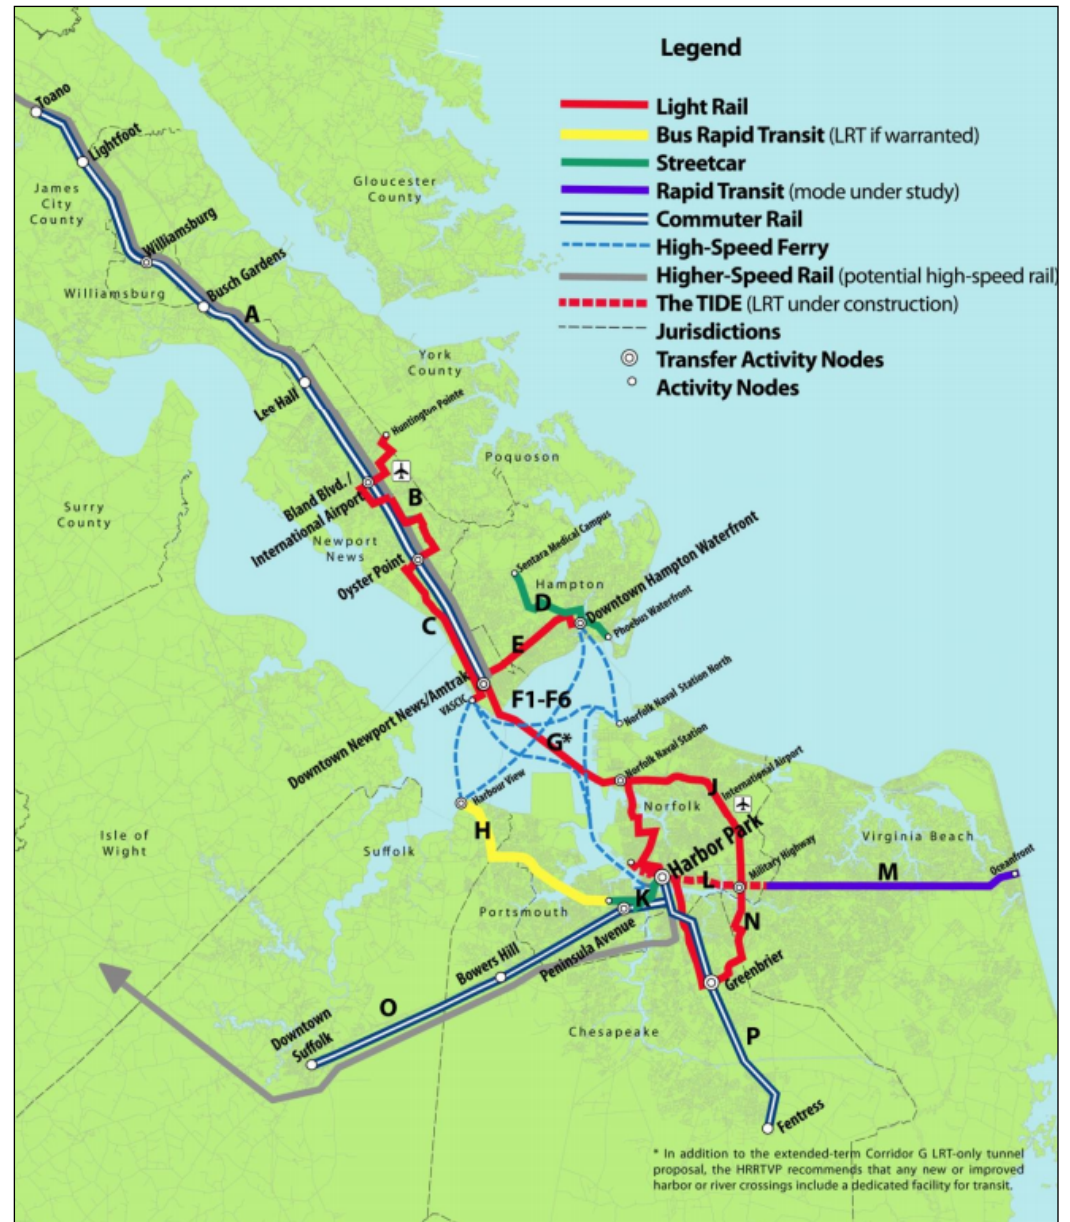 Legend
Light Rail
Bus Rapid Transit (LRT if warranted)
Streetcar
Rapid Transit (mode under study)
Commuter Rail
High-Speed Ferry
Higher-Speed Rail (potential high-speed rail)
The TIDE (LRT under construction)
Jurisdictions
Transfer Activity Nodes
Activity Nodes
Toano
Lightfoot
James
City
County
Gloucester
County
Williamsburg
Williamsburg
Busch Gardens
A
York
County
Lee Hall
Huntington Pointe
Poquoson
Surry
County
Bland Blvd. /
International Airport
B
Newport
News
Oyster Point
Sentara Medical Campus
Hampton
Downtown Hampton Waterfront
D
Phoebus Waterfront
C
E
Downtown Newport News/Amtrak
VASCIC
F1-F6
Norfolk Naval Station North
G*
Norfolk Naval Station
Harbour View
J
International Airport
Norfolk
H
Isle of
Wight
Suffolk
Harbor Park
Military Highway
Virginia Beach
L
M
Oceanfront
K
Portsmouth
N
Peninsula Avenue
Bowers Hill
Greenbrier
O
Downtown
Suffolk
Chesapeake
P
Fentress
* In addition to the extended-term Corridor G LRT-only tunnel
proposal, the HRRTVP recommends that any new or improved
harbor or river crossings include a dedicated facility for transit.